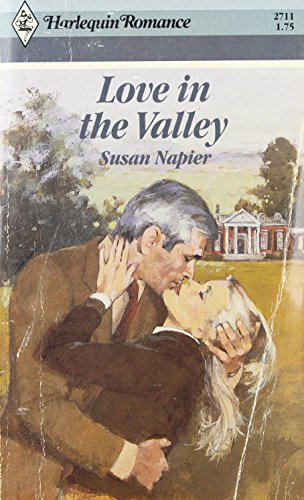 Harlequin Romance
2711
1.75
Love in
the Valley
Susan Napier